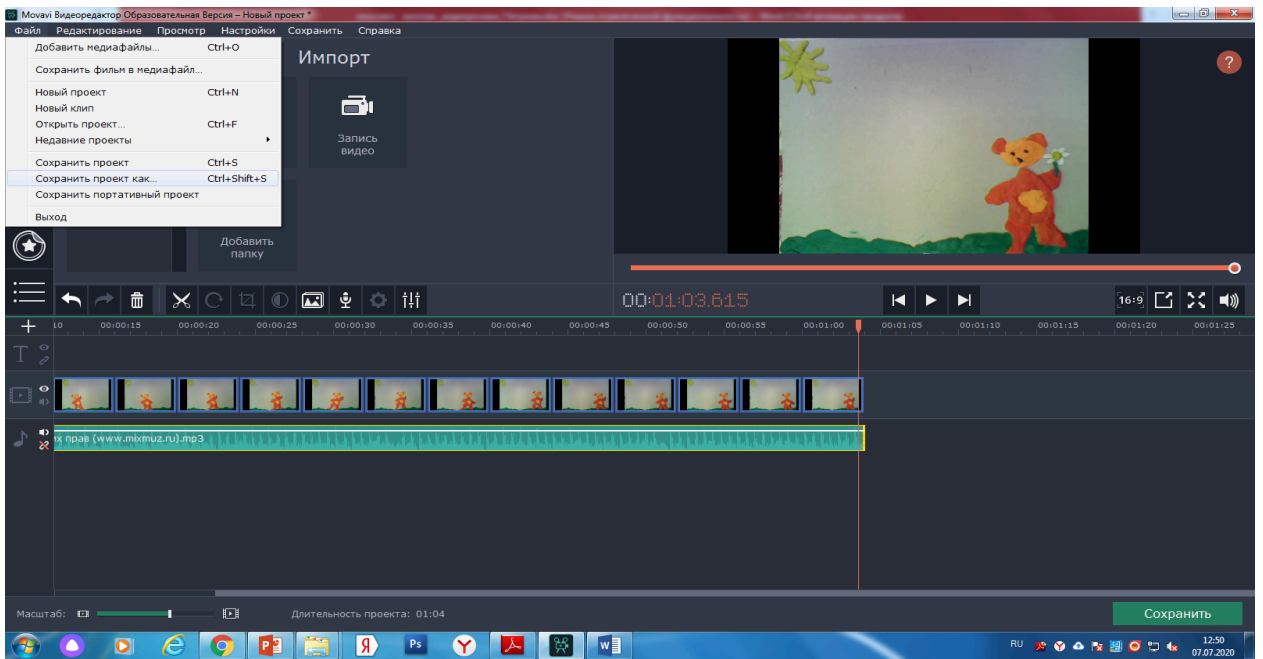 Movavi Видеоредактор Образовательная Версия – Новый проект *
Файл Редактирование Просмотр Настройки Сохранить Справка
Добавить медиафайлы... Ctrl+O
Сохранить фильм в медиафайл...
Новый проект Ctrl+N
Новый клип
Открыть проект... Ctrl+F
Недавние проекты
Сохранить проект Ctrl+S
Сохранить проект как... Ctrl+Shift+S
Сохранить портативный проект
Выход
Импорт
Запись
видео
Добавить
папку
?
00:01:03.615
16:9
10 00:00:15 00:00:20 00:00:25 00:00:30 00:00:35 00:00:40 00:00:45 00:00:50 00:00:55 00:01:00 00:01:05 00:01:10 00:01:15 00:01:20 00:01:25
T
их прав (www.mixmuz.ru).mp3
Масштаб: Длительность проекта: 01:04
Сохранить
Я Ps Y W
RU 12:50
07.07.2020